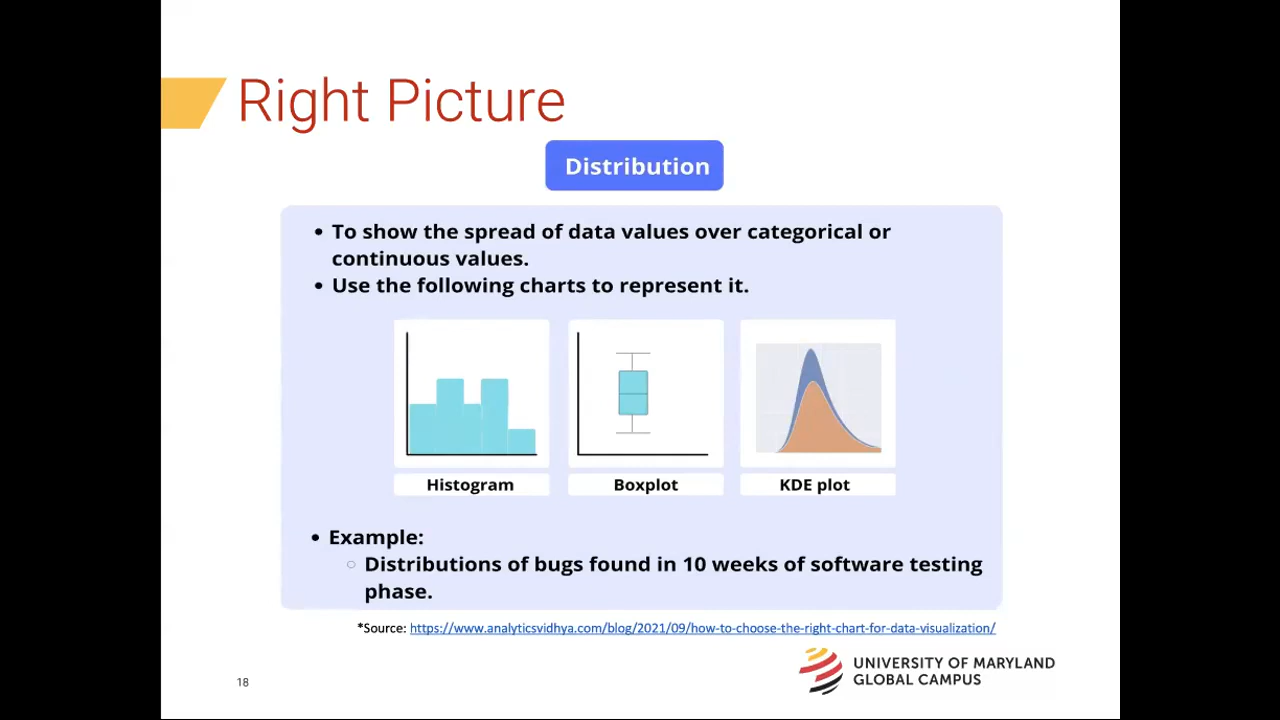 Right Picture
Distribution
• To show the spread of data values over categorical or
continuous values.
• Use the following charts to represent it.
Histogram
Boxplot
KDE plot
• Example:
○ Distributions of bugs found in 10 weeks of software testing
phase.
*Source: https://www.analyticsvidhya.com/blog/2021/09/how-to-choose-the-right-chart-for-data-visualization/
UNIVERSITY OF MARYLAND
GLOBAL CAMPUS
18